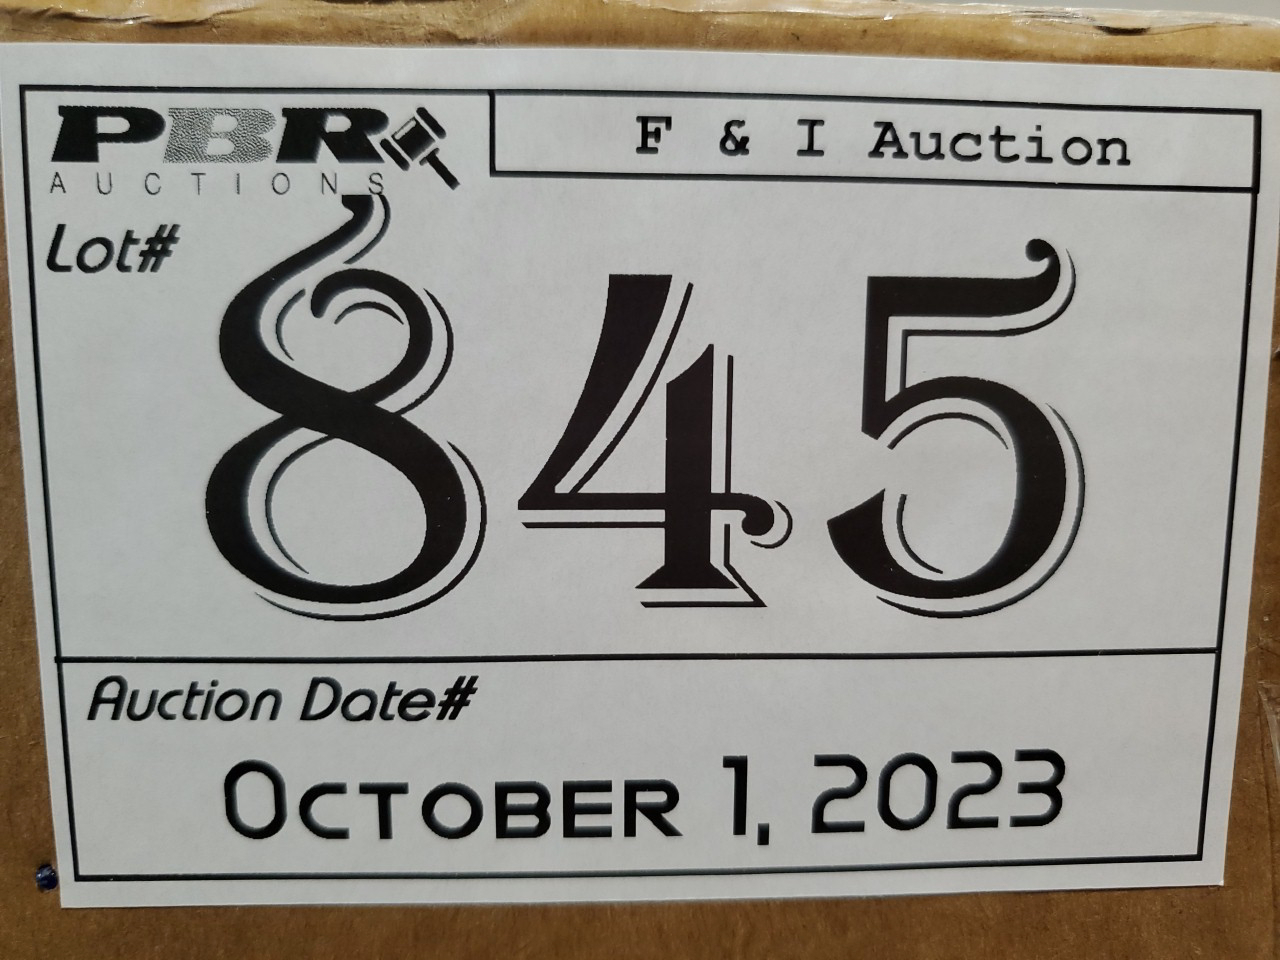 PBR
AUCTIONS
F & I Auction
Lot#
845
Auction Date#
October 1, 2023